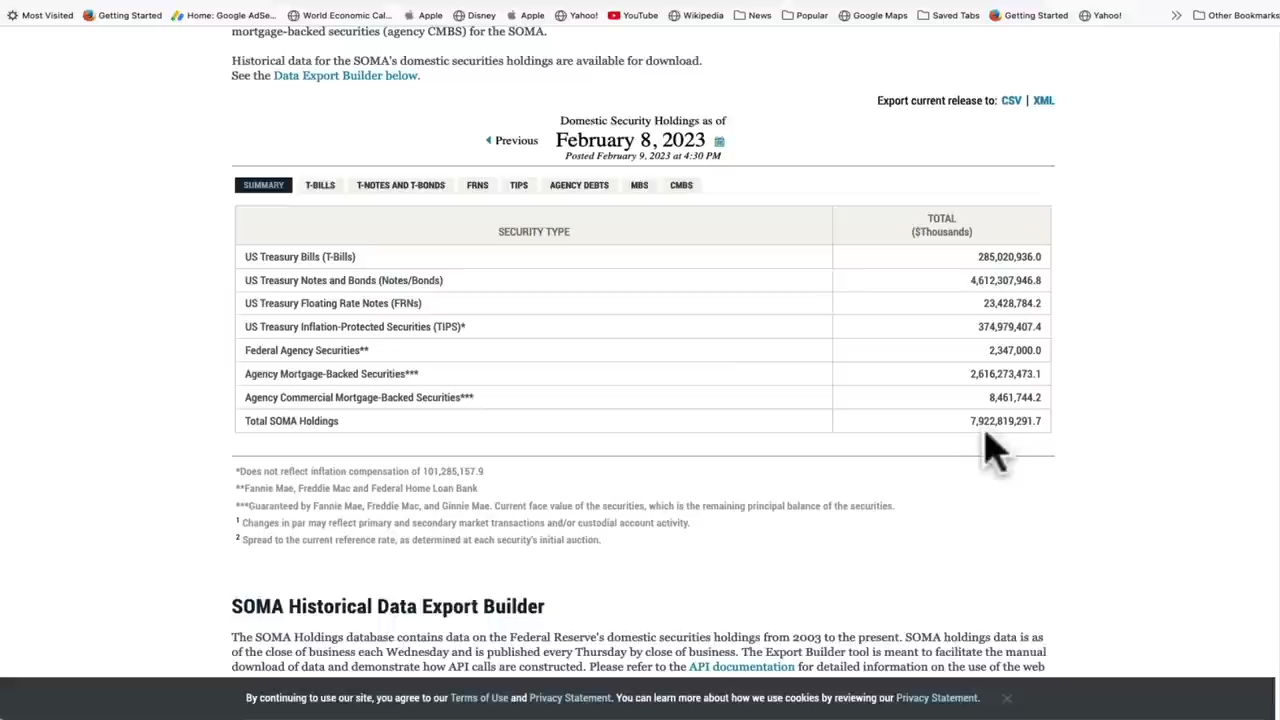 Most Visited Getting Started Home: Google AdSe... World Economic Cal... Apple Disney Apple Yahoo! YouTube Wikipedia News Popular Google Maps Saved Tabs Getting Started Yahoo! Other Bookmarks
mortgage-backed securities (agency CMBS) for the SOMA.
Historical data for the SOMA's domestic securities holdings are available for download.
See the Data Export Builder below.
Export current release to: CSV | XML
Domestic Security Holdings as of
Previous February 8, 2023
Posted February 9, 2023 at 4:30 PM
SUMMARY T-BILLS T-NOTES AND T-BONDS FRNS TIPS AGENCY DEBTS MBS CMBS
SECURITY TYPE TOTAL
($Thousands)
US Treasury Bills (T-Bills) 285,020,936.0
US Treasury Notes and Bonds (Notes/Bonds) 4,612,307,946.8
US Treasury Floating Rate Notes (FRNs) 23,428,784.2
US Treasury Inflation-Protected Securities (TIPS)* 374,979,407.4
Federal Agency Securities** 2,347,000.0
Agency Mortgage-Backed Securities*** 2,616,273,473.1
Agency Commercial Mortgage-Backed Securities*** 8,461,744.2
Total SOMA Holdings 7,922,819,291.7
*Does not reflect inflation compensation of 101,285,157.9
**Fannie Mae, Freddie Mac and Federal Home Loan Bank
***Guaranteed by Fannie Mae, Freddie Mac, and Ginnie Mae. Current face value of the securities, which is the remaining principal balance of the securities.
1 Changes in par may reflect primary and secondary market transactions and/or custodial account activity.
2 Spread to the current reference rate, as determined at each security's initial auction.
SOMA Historical Data Export Builder
The SOMA Holdings database contains data on the Federal Reserve's domestic securities holdings from 2003 to the present. SOMA holdings data is as
of the close of business each Wednesday and is published every Thursday by close of business. The Export Builder tool is meant to facilitate the manual
download of data and demonstrate how API calls are constructed. Please refer to the API documentation for detailed information on the use of the web
By continuing to use our site, you agree to our Terms of Use and Privacy Statement. You can learn more about how we use cookies by reviewing our Privacy Statement.